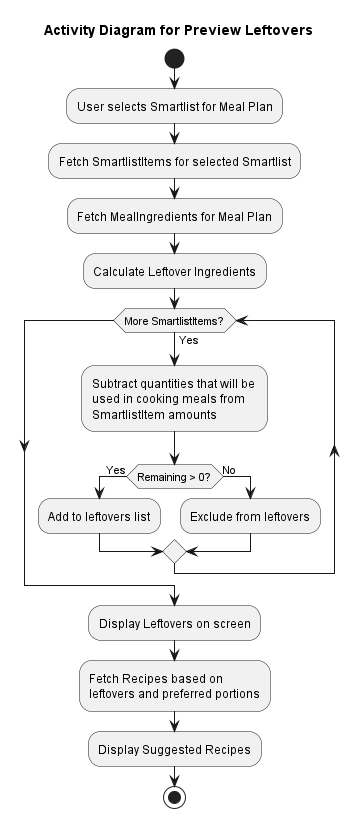 Activity Diagram for Preview Leftovers
User selects Smartlist for Meal Plan
Fetch SmartlistItems for selected Smartlist
Fetch MealIngredients for Meal Plan
Calculate Leftover Ingredients
More SmartlistItems?
Yes
Subtract quantities that will be
used in cooking meals from
SmartlistItem amounts
Yes
Remaining > 0?
No
Add to leftovers list
Exclude from leftovers
Display Leftovers on screen
Fetch Recipes based on
leftovers and preferred portions
Display Suggested Recipes